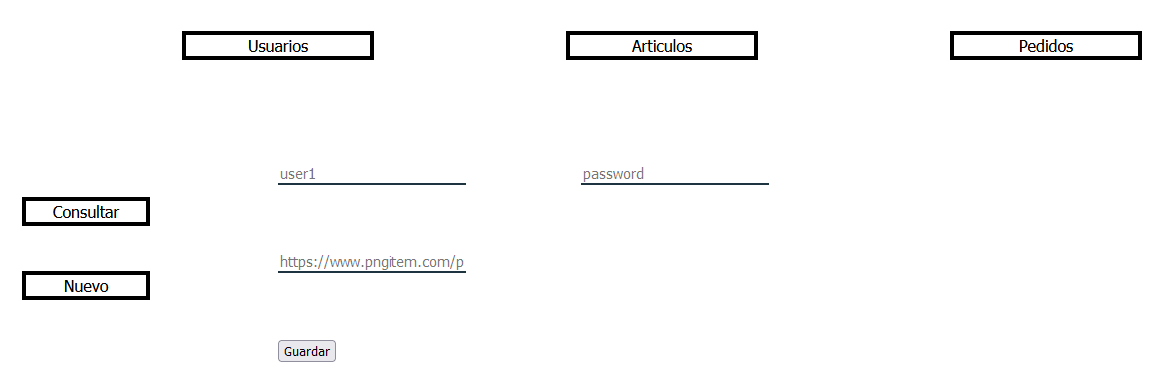 Usuarios
Articulos
Pedidos
user1
password
Consultar
https://www.pngitem.com/p
Nuevo
Guardar